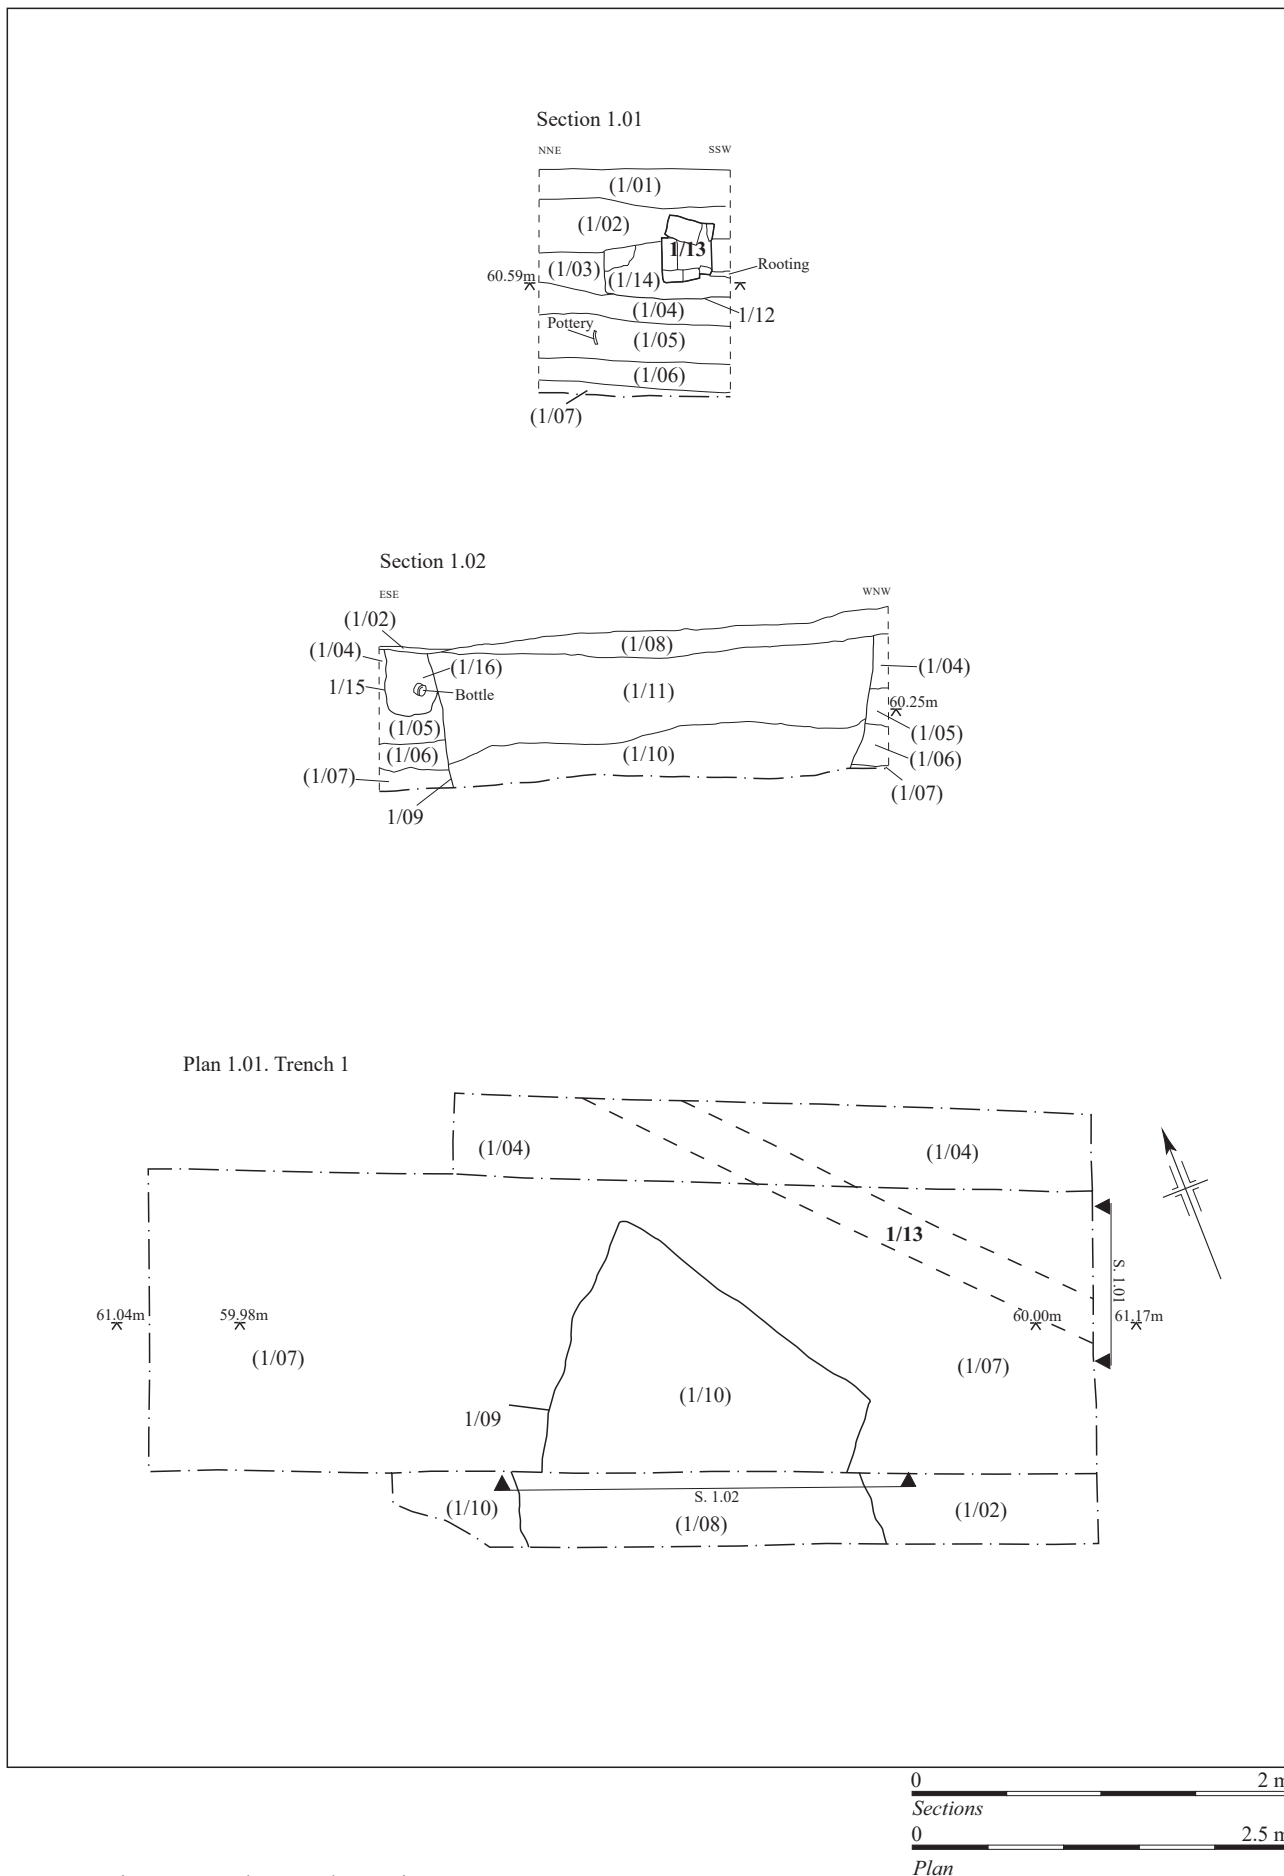 Section 1.01
NNE SSW
(1/01)
(1/02)
1/13
(1/03)
(1/14)
Rooting
60.59m
(1/04)
1/12
Pottery
(1/05)
(1/06)
(1/07)
Section 1.02
ESE WNW
(1/02)
(1/08)
(1/04)
(1/16)
(1/04)
1/15
Bottle
(1/11)
60.25m
(1/05)
(1/05)
(1/06)
(1/10)
(1/06)
(1/07)
(1/07)
1/09
Plan 1.01. Trench 1
(1/04)
(1/04)
1/13
S. 1.01
61.04m
59.98m
60.00m
61.17m
(1/07)
(1/07)
(1/10)
1/09
S. 1.02
(1/10)
(1/08)
(1/02)
0 2 m
Sections
0 2.5 m
Plan